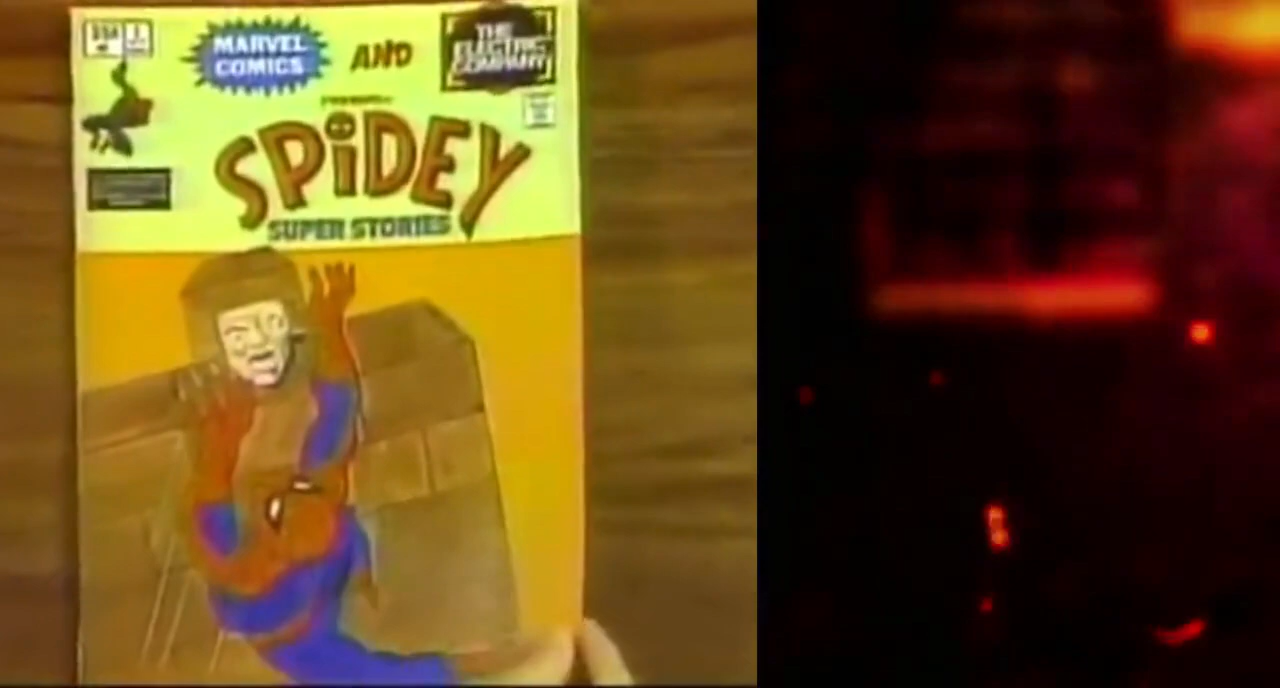 MARVEL
COMICS
AND
THE
ELECTRIC
COMPANY
SPiDEY
SUPER STORIES